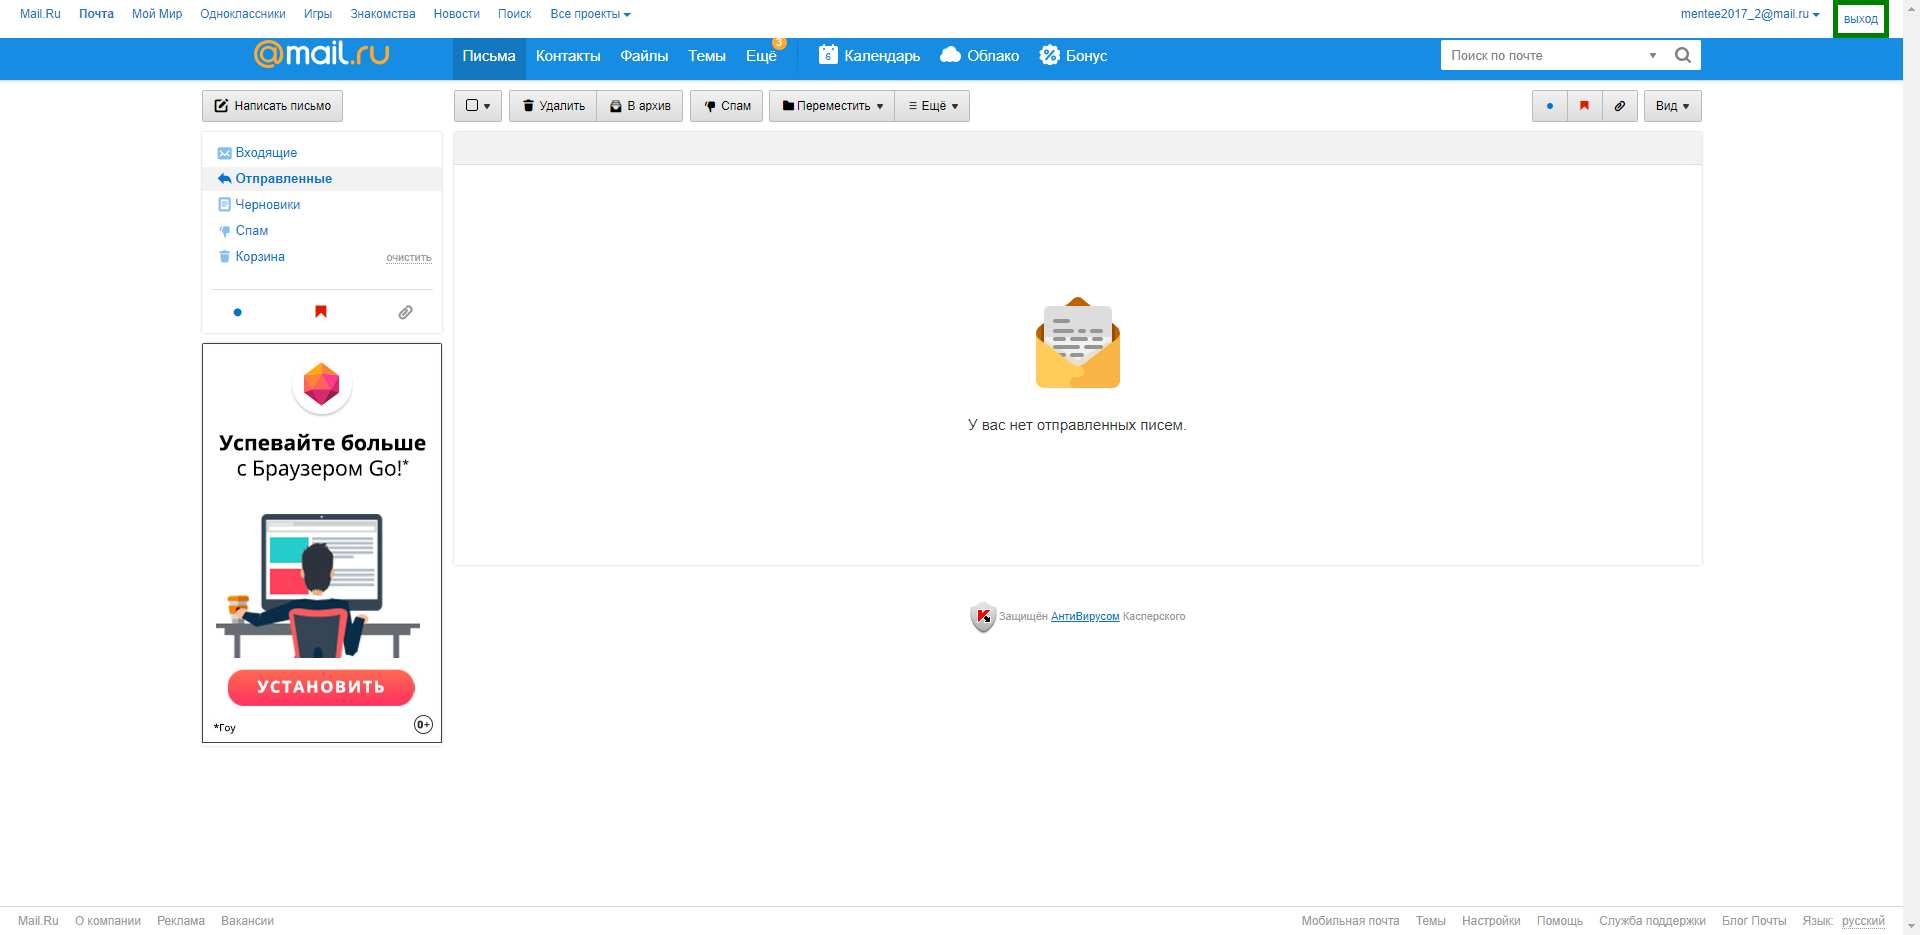 Mail.Ru Почта Мой Мир Одноклассники Игры Знакомства Новости Поиск Все проекты mentee2017_2@mail.ru выход
@mail.ru Письма Контакты Файлы Темы Ещё 3 6 Календарь Облако Бонус Поиск по почте
Написать письмо Удалить В архив Спам Переместить Ещё Вид
Входящие
Отправленные
Черновики
Спам
Корзина очистить
У вас нет отправленных писем.
Успевайте больше
с Браузером Go!*
УСТАНОВИТЬ
*Гоу 0+
Защищён АнтиВирусом Касперского
Mail.Ru О компании Реклама Вакансии Мобильная почта Темы Настройки Помощь Служба поддержки Блог Почты Язык: русский